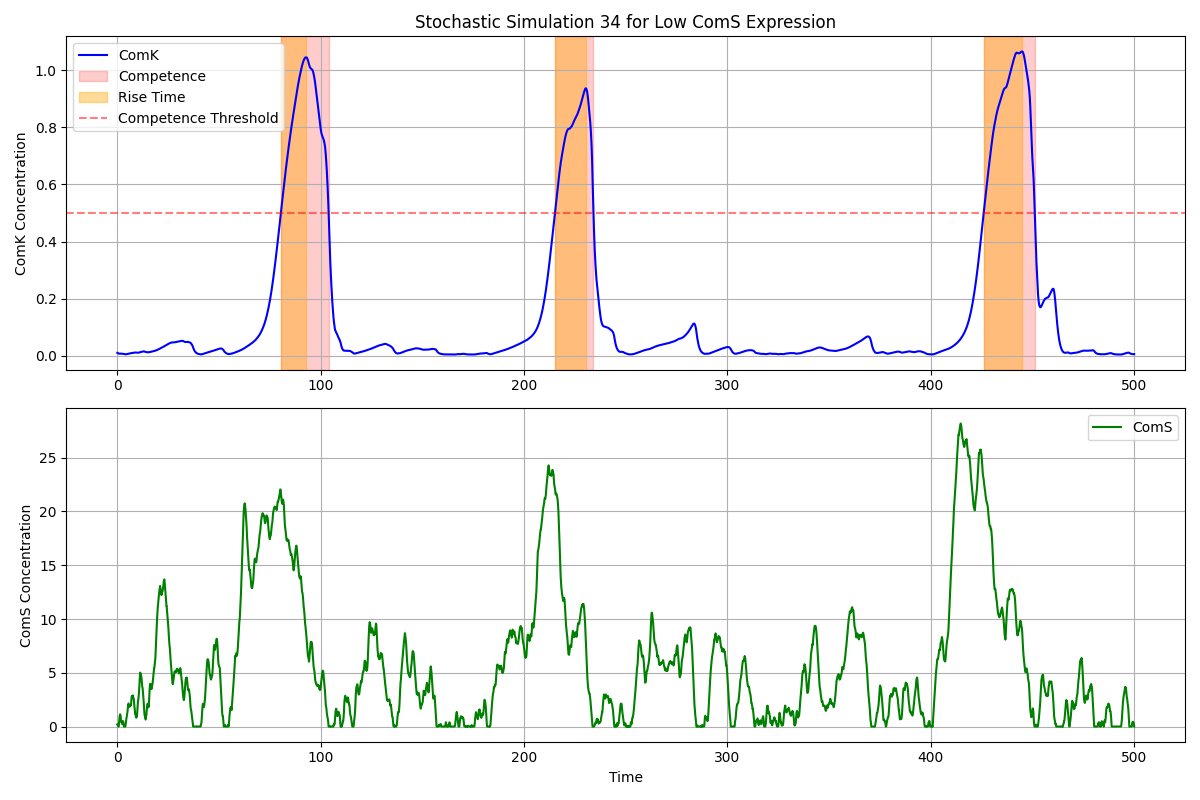 Stochastic Simulation 34 for Low ComS Expression
ComK
Competence
Rise Time
Competence Threshold
ComK Concentration
1.0
0.8
0.6
0.4
0.2
0.0
0 100 200 300 400 500
ComS
ComS Concentration
25
20
15
10
5
0
0 100 200 300 400 500
Time